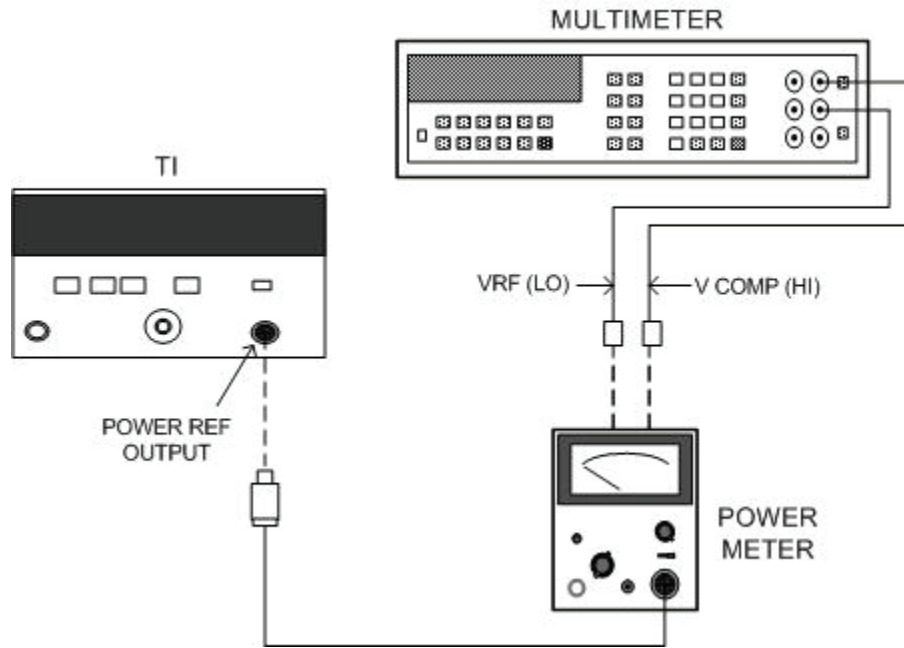 MULTIMETER
TI
VRF (LO)
V COMP (HI)
POWER REF
OUTPUT
POWER
METER